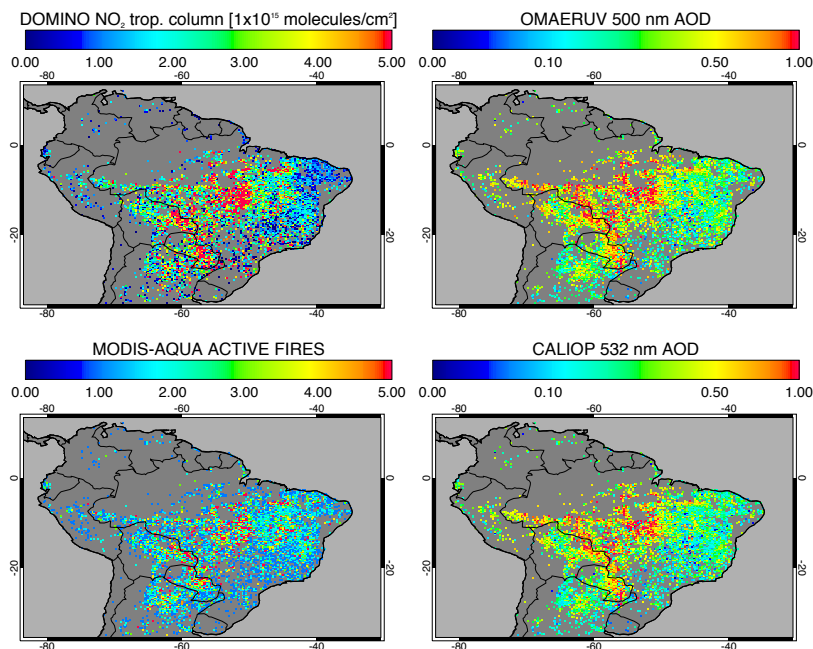 DOMINO NO₂ trop. column [1x10¹⁵ molecules/cm²]
0.00 1.00 2.00 3.00 4.00 5.00
-80 -60 -40
0 0
-20 -20
-80 -60 -40
OMAERUV 500 nm AOD
0.00 0.10 0.50 1.00
-80 -60 -40
0 0
-20 -20
-80 -60 -40
MODIS-AQUA ACTIVE FIRES
0.00 1.00 2.00 3.00 4.00 5.00
-80 -60 -40
0 0
-20 -20
-80 -60 -40
CALIOP 532 nm AOD
0.00 0.10 0.50 1.00
-80 -60 -40
0 0
-20 -20
-80 -60 -40